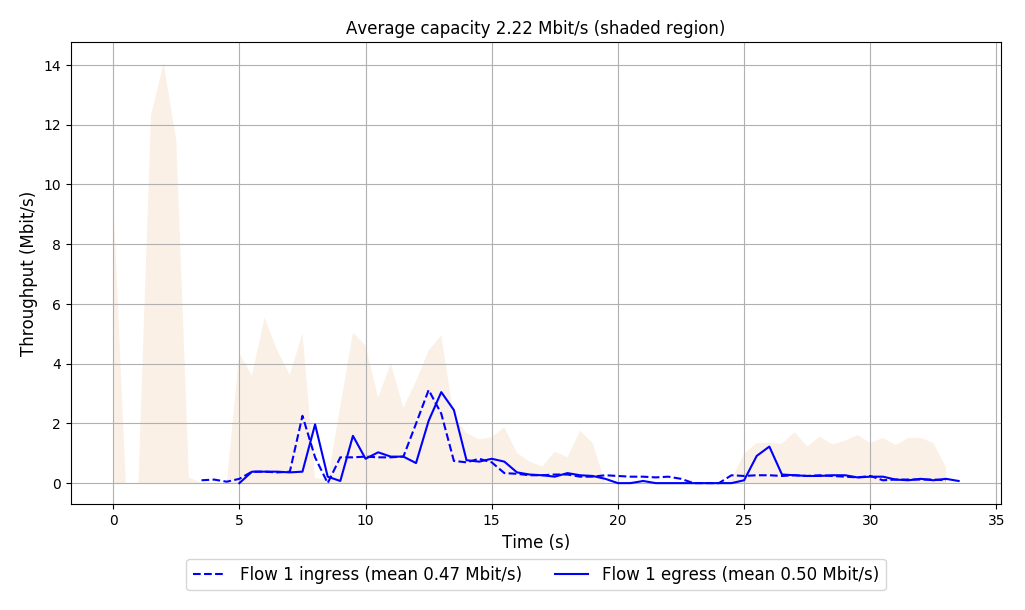 Average capacity 2.22 Mbit/s (shaded region)
Throughput (Mbit/s)
14
12
10
8
6
4
2
0
0 5 10 15 20 25 30 35
Time (s)
Flow 1 ingress (mean 0.47 Mbit/s) Flow 1 egress (mean 0.50 Mbit/s)